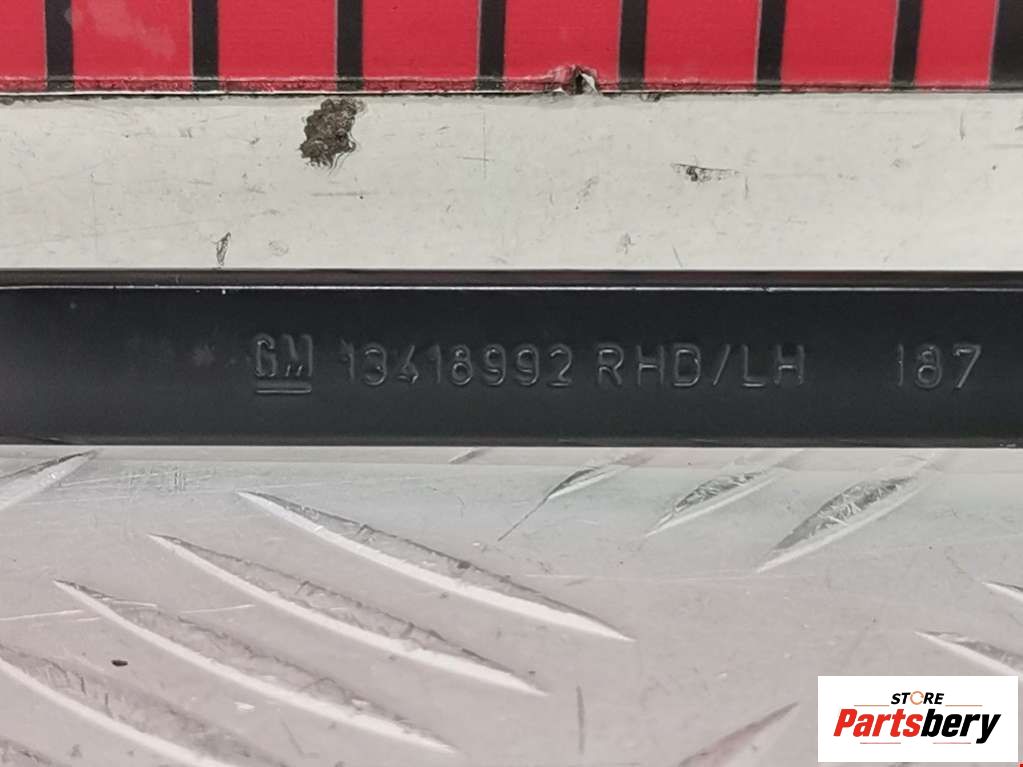 GM 13418992 RHD/LH 187
STORE
Partsbery